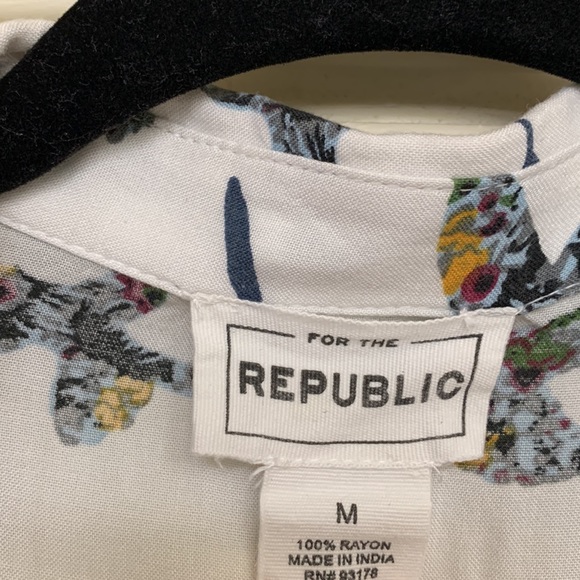 FOR THE
REPUBLIC
M
100% RAYON
MADE IN INDIA
RN# 93178